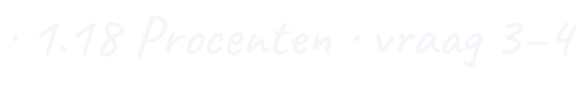 · 1.18 Procenten · vraag 3–4